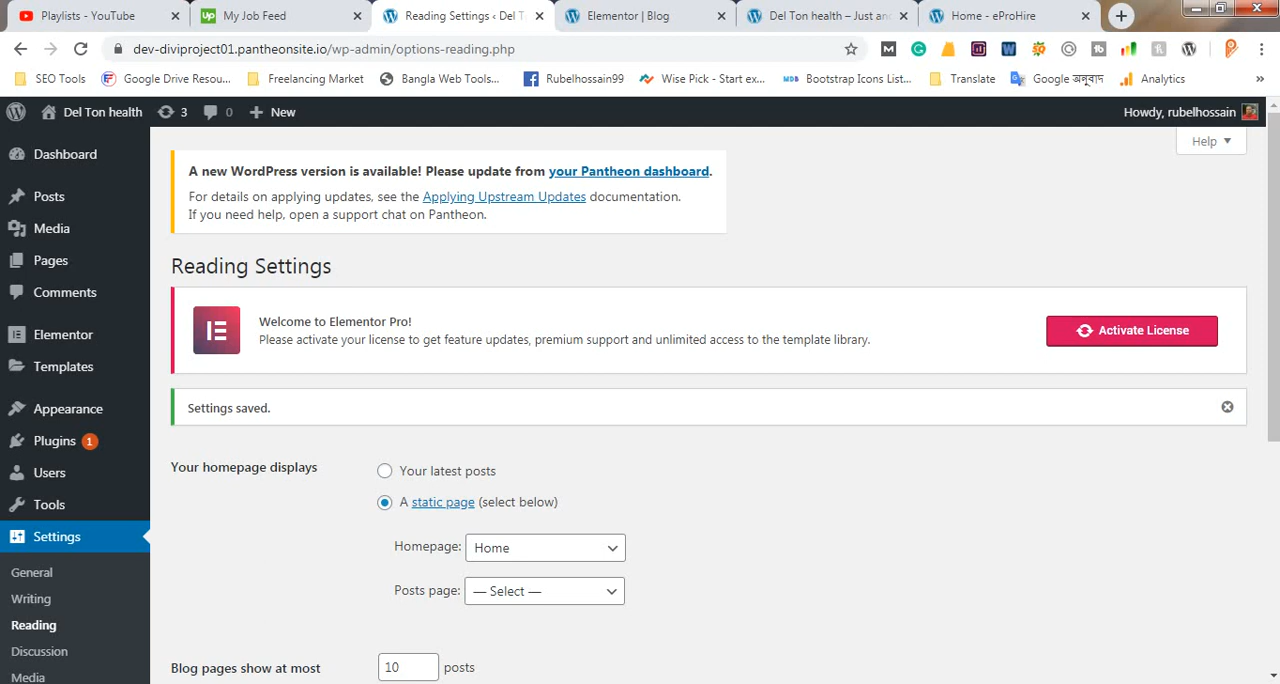 Playlists - YouTube
My Job Feed
Reading Settings ‹ Del T
Elementor | Blog
Del Ton health – Just an
Home - eProHire
dev-diviproject01.pantheonsite.io/wp-admin/options-reading.php
SEO Tools
Google Drive Resou...
Freelancing Market
Bangla Web Tools...
Rubelhossain99
Wise Pick - Start ex...
Bootstrap Icons List...
Translate
Google অনুবাদ
Analytics
»
Del Ton health
3
0
New
Howdy, rubelhossain
Help
Dashboard
Posts
Media
Pages
Comments
Elementor
Templates
Appearance
Plugins 1
Users
Tools
Settings
General
Writing
Reading
Discussion
Media
A new WordPress version is available! Please update from your Pantheon dashboard.
For details on applying updates, see the Applying Upstream Updates documentation.
If you need help, open a support chat on Pantheon.
Reading Settings
Welcome to Elementor Pro!
Please activate your license to get feature updates, premium support and unlimited access to the template library.
Activate License
Settings saved.
Your homepage displays
Your latest posts
A static page (select below)
Homepage: Home
Posts page: — Select —
Blog pages show at most 10 posts